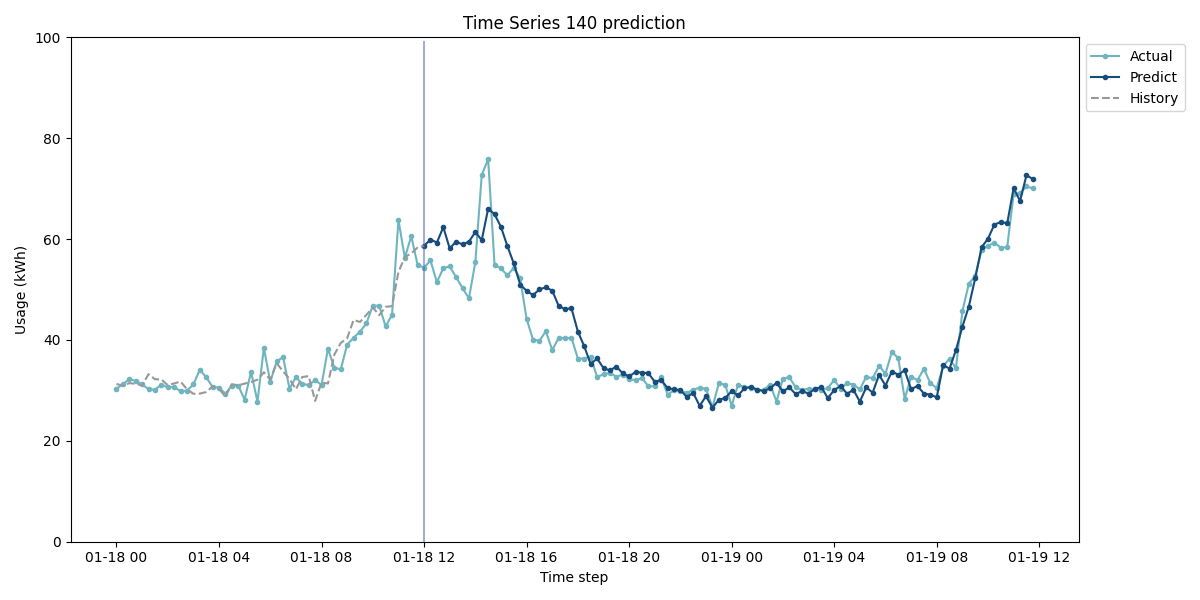 Time Series 140 prediction
100
80
60
40
20
0
Usage (kWh)
01-18 00
01-18 04
01-18 08
01-18 12
01-18 16
01-18 20
01-19 00
01-19 04
01-19 08
01-19 12
Time step
Actual
Predict
History